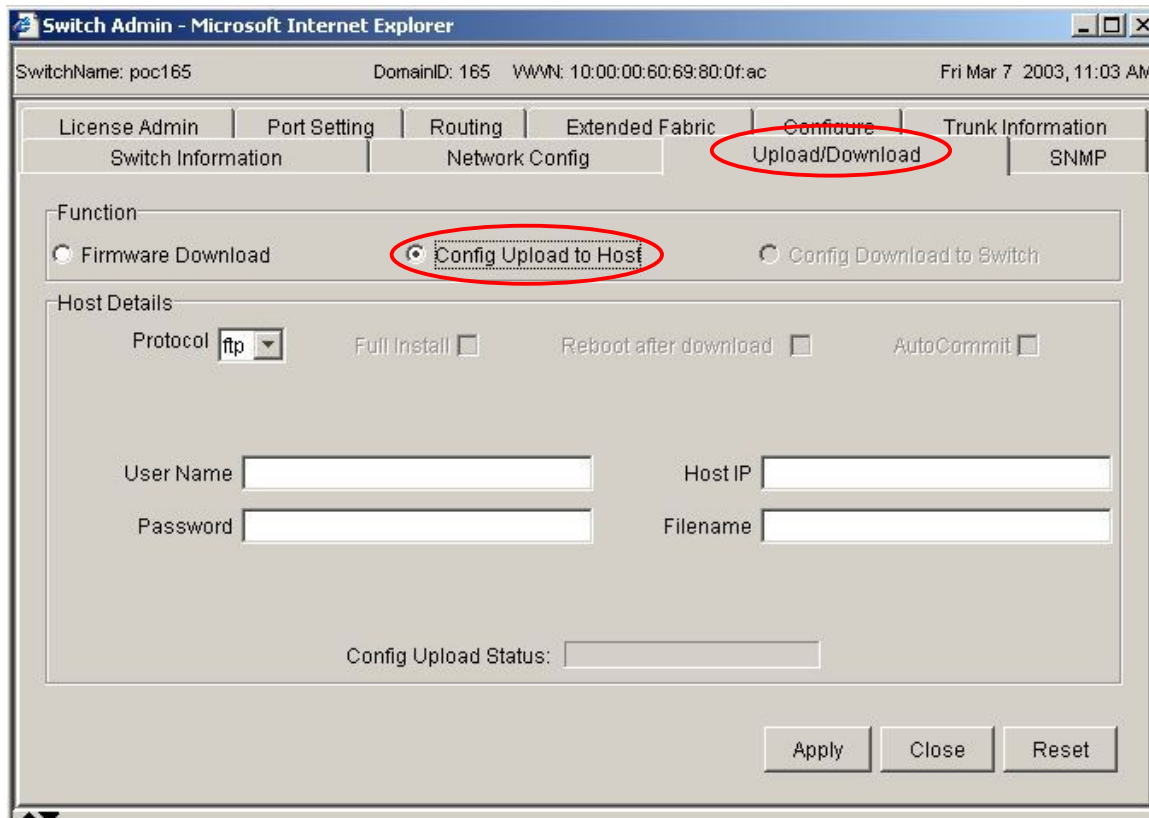 Switch Admin - Microsoft Internet Explorer
SwitchName: poc165 DomainID: 165 WWN: 10:00:00:60:69:80:0f:ac Fri Mar 7 2003, 11:03 AM
License Admin Port Setting Routing Extended Fabric Configure Trunk Information
Switch Information Network Config Upload/Download SNMP
Function
Firmware Download Config Upload to Host Config Download to Switch
Host Details
Protocol ftp Full Install Reboot after download AutoCommit
User Name Host IP
Password Filename
Config Upload Status:
Apply Close Reset